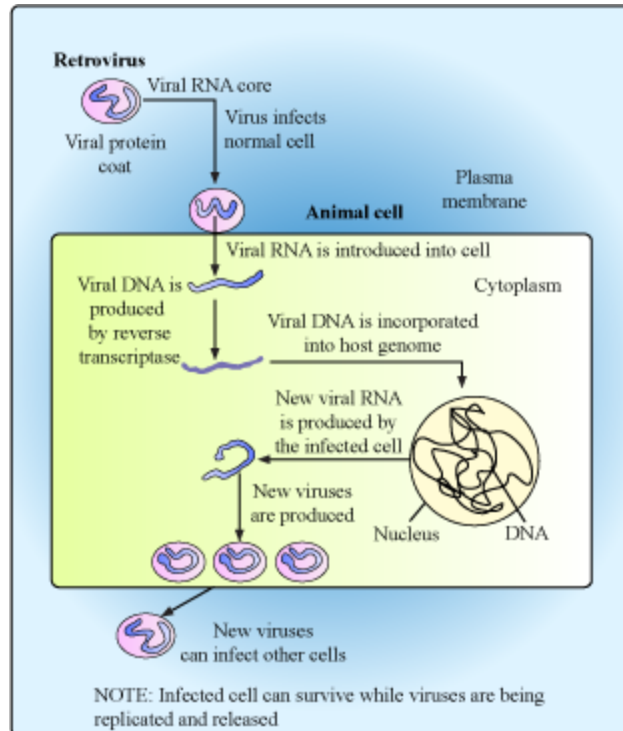 Retrovirus
Viral RNA core
Viral protein
coat
Virus infects
normal cell
Plasma
membrane
Animal cell
Viral RNA is introduced into cell
Cytoplasm
Viral DNA is
produced
by reverse
transcriptase
Viral DNA is incorporated
into host genome
New viral RNA
is produced by
the infected cell
New viruses
are produced
Nucleus
DNA
New viruses
can infect other cells
NOTE: Infected cell can survive while viruses are being
replicated and released